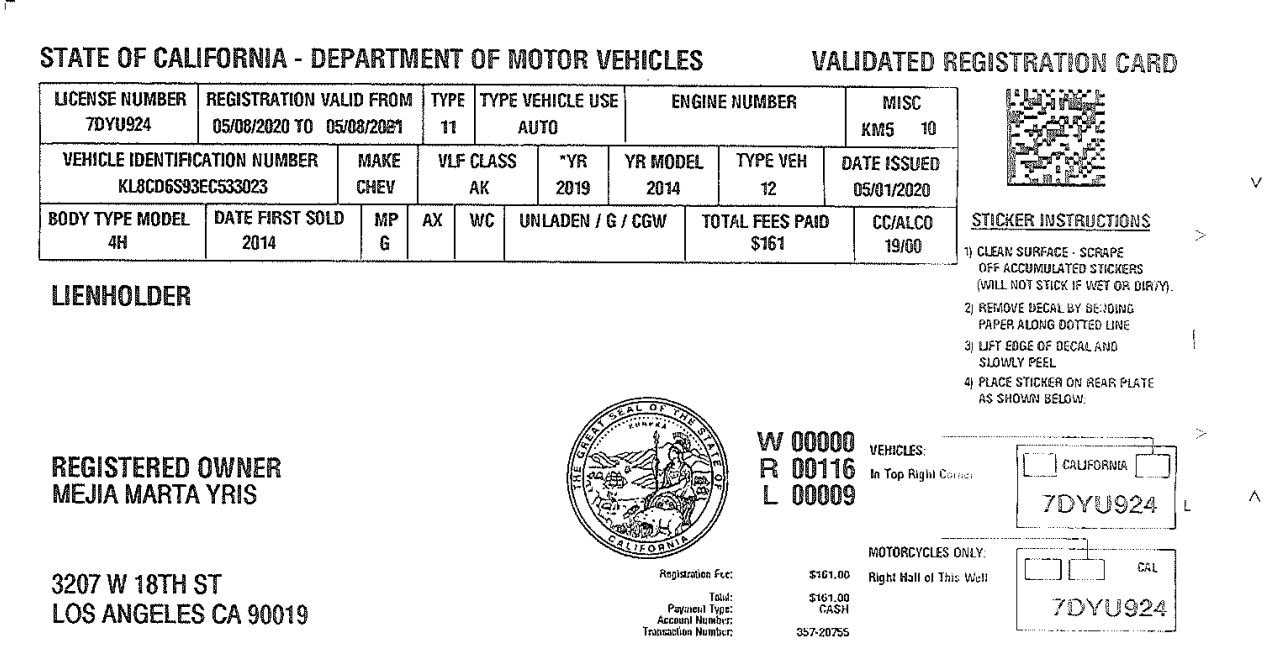 STATE OF CALIFORNIA - DEPARTMENT OF MOTOR VEHICLES
VALIDATED REGISTRATION CARD
LICENSE NUMBER REGISTRATION VALID FROM TYPE TYPE VEHICLE USE ENGINE NUMBER MISC
7DYU924 05/08/2020 TO 05/08/2021 11 AUTO KM5 10
VEHICLE IDENTIFICATION NUMBER MAKE VLF CLASS *YR YR MODEL TYPE VEH DATE ISSUED
KL8CD6S93EC533023 CHEV AK 2019 2014 12 05/01/2020
BODY TYPE MODEL DATE FIRST SOLD MP AX WC UNLADEN / G / CGW TOTAL FEES PAID CC/ALCO
4H 2014 G $161 19/00
STICKER INSTRUCTIONS
1) CLEAN SURFACE - SCRAPE
OFF ACCUMULATED STICKERS
(WILL NOT STICK IF WET OR DIRTY).
2) REMOVE DECAL BY BENDING
PAPER ALONG DOTTED LINE
3) LIFT EDGE OF DECAL AND
SLOWLY PEEL
4) PLACE STICKER ON REAR PLATE
AS SHOWN BELOW:
LIENHOLDER
REGISTERED OWNER
MEJIA MARTA YRIS
3207 W 18TH ST
LOS ANGELES CA 90019
THE GREAT SEAL OF THE STATE OF CALIFORNIA
EUREKA
W 00000
R 00116
L 00009
VEHICLES:
In Top Right Corner
CALIFORNIA
7DYU924
L
MOTORCYCLES ONLY:
Right Hall of This Well
CAL
7DYU924
Registration Fee: $161.00
Total: $161.00
Payment Type: CASH
Account Number:
Transaction Number: 357-20755